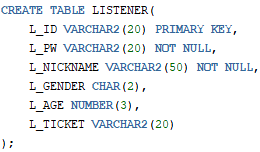 CREATE TABLE LISTENER(
L_ID VARCHAR2(20) PRIMARY KEY,
L_PW VARCHAR2(20) NOT NULL,
L_NICKNAME VARCHAR2(50) NOT NULL,
L_GENDER CHAR(2),
L_AGE NUMBER(3),
L_TICKET VARCHAR2(20)
);